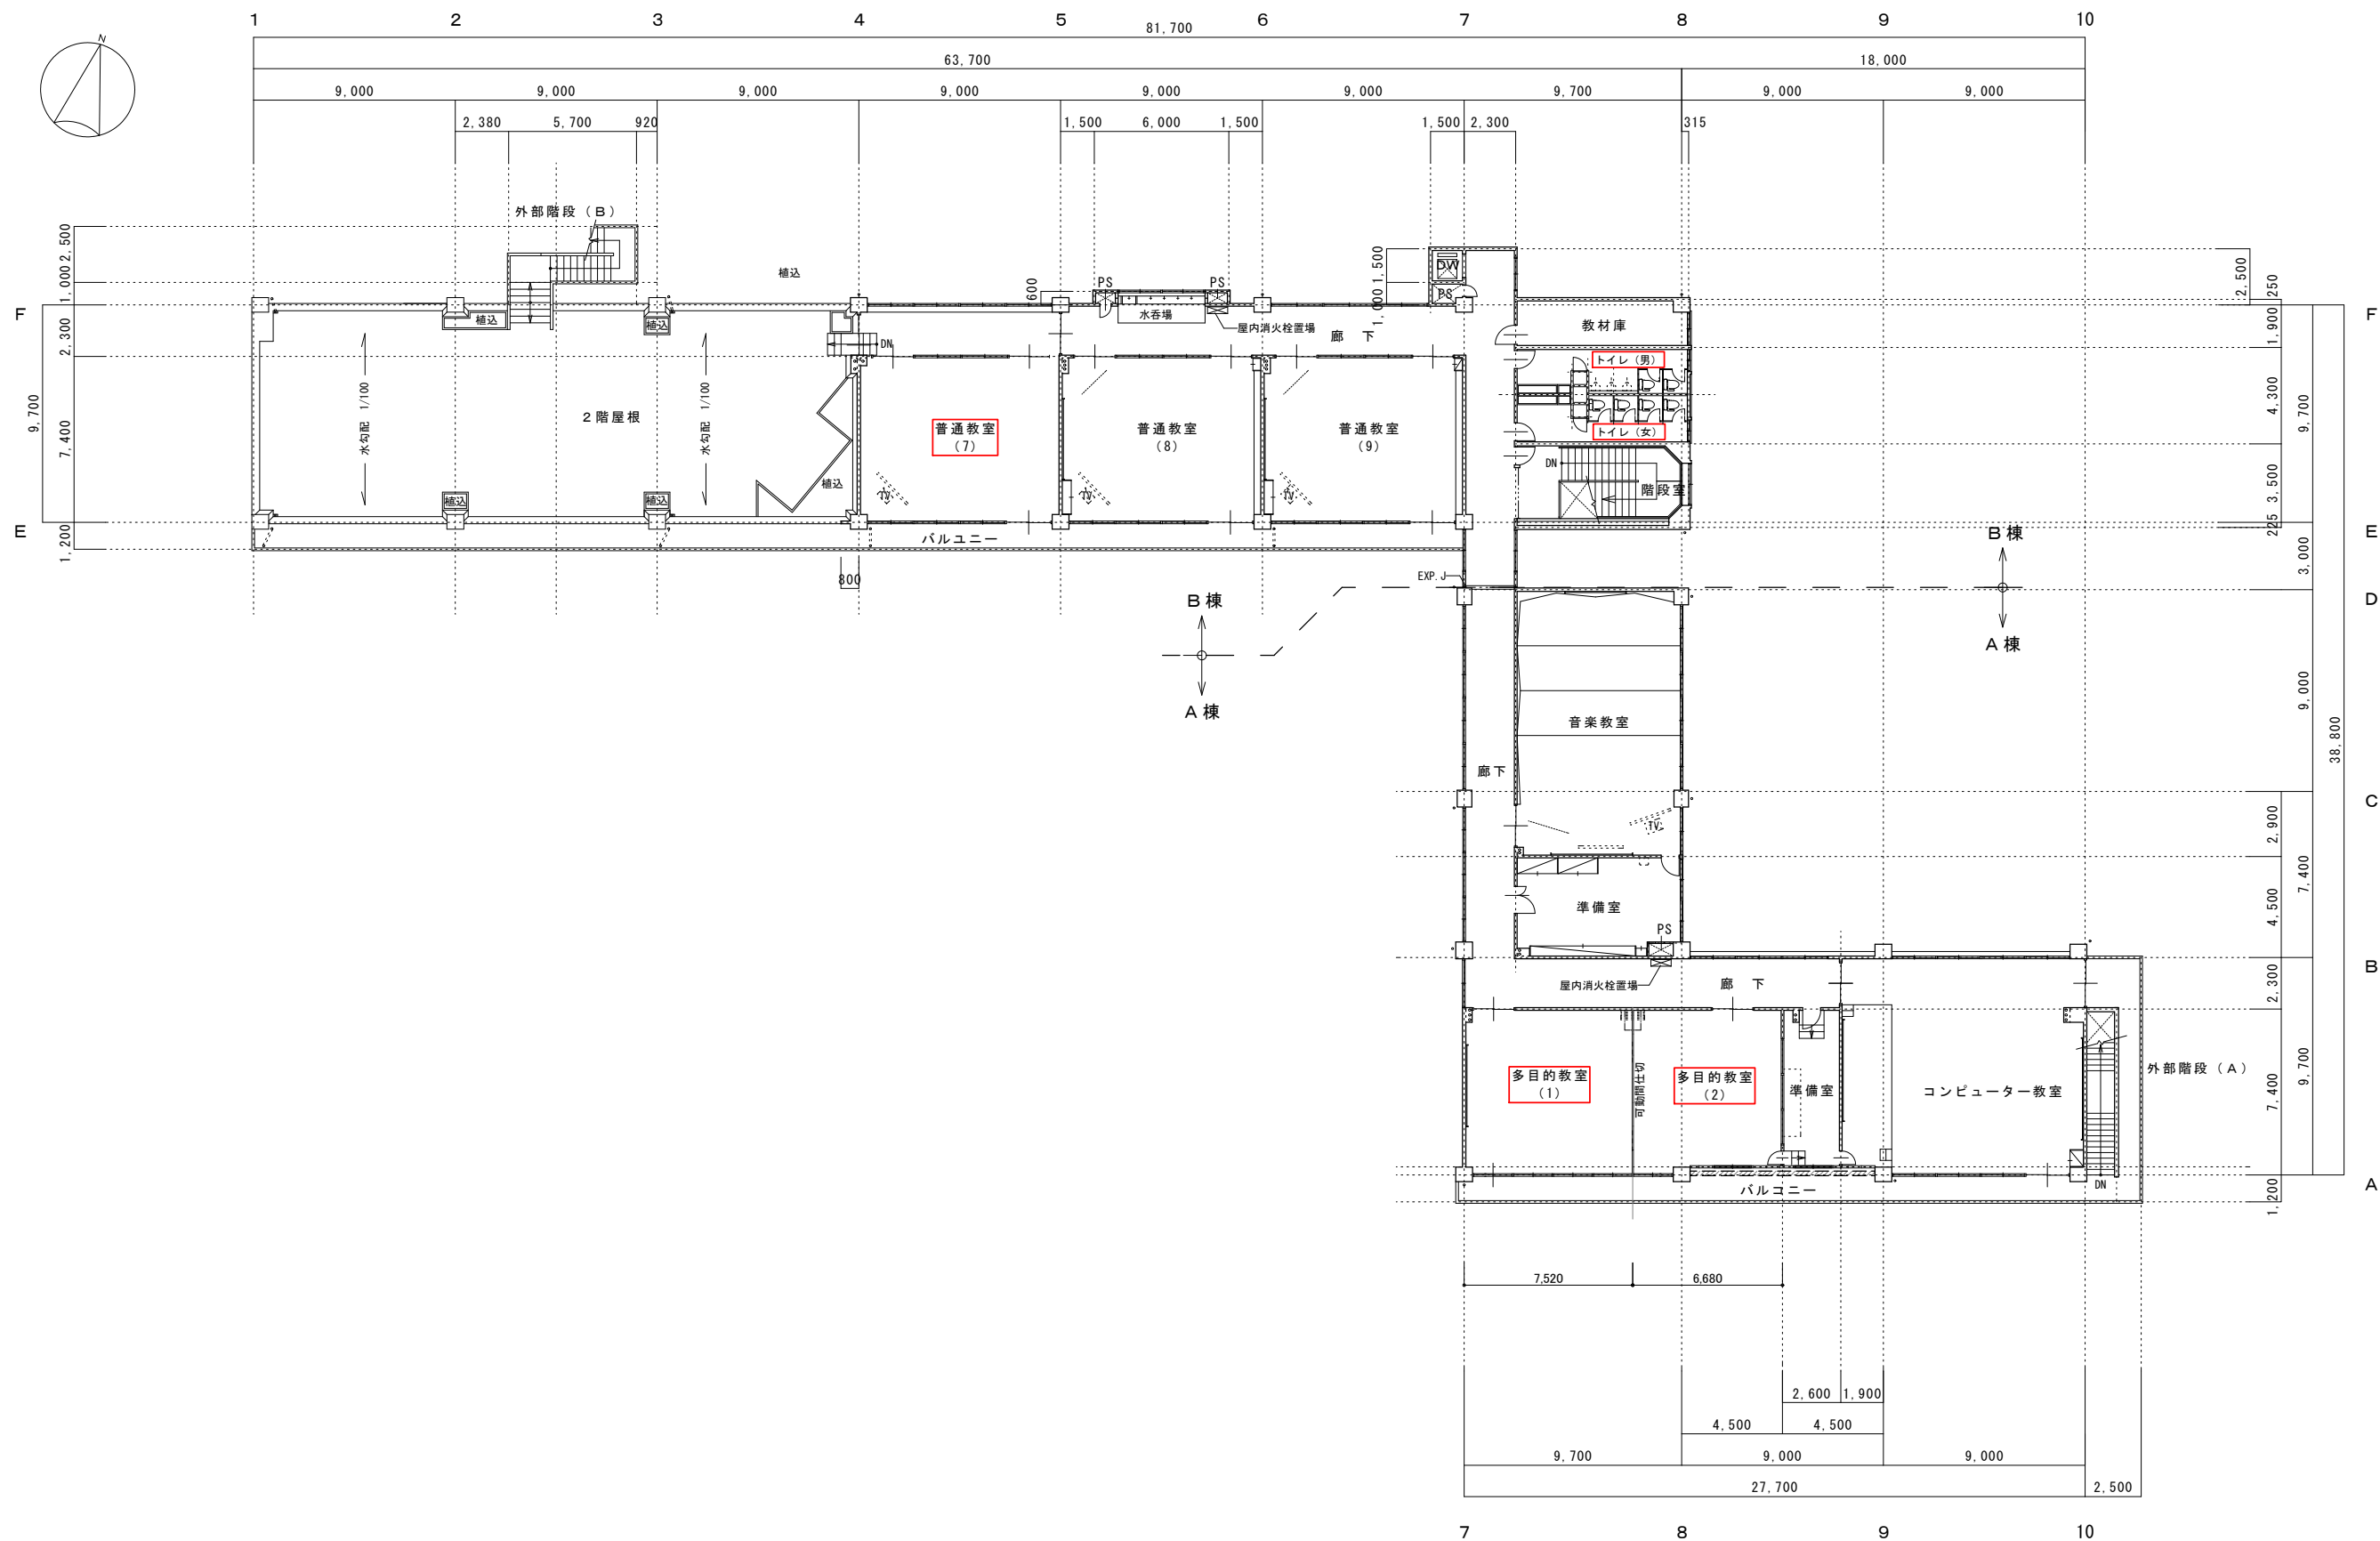 1 2 3 4 5 6 7 8 9 10
81,700
N
63,700 18,000
9,000 9,000 9,000 9,000 9,000 9,000 9,700 9,000 9,000
2,380 5,700 920 1,500 6,000 1,500 1,500 2,300 315
外部階段（B）
植込
2,500
1,000
2,300
7,400
9,700
1,200
600
1,500
1,000
2,500
250
1,900
4,300
3,500
225
9,700
3,000
F F
E E
PS PS
DW
PS
植込 植込
水呑場
屋内消火栓置場
廊 下
教材庫
DN
トイレ（男）
水勾配 1/100
水勾配 1/100
2階屋根
普通教室
（7）
普通教室
（8）
普通教室
（9）
トイレ（女）
DN
階段室
植込
植込 植込
TV TV TV
バルユニー
800
EXP.J
B棟
A棟
B棟
A棟
D
9,000
38,800
音楽教室
廊下
C
TV
2,900
7,400
4,500
準備室
PS
B
屋内消火栓置場
廊 下
2,300
多目的教室
（1）
可動間仕切
多目的教室
（2）
準備室
コンピューター教室
外部階段（A）
7,400
9,700
DN
バルコニー
A
1,200
7,520 6,680
2,600 1,900
4,500 4,500
9,700 9,000 9,000
27,700 2,500
7 8 9 10